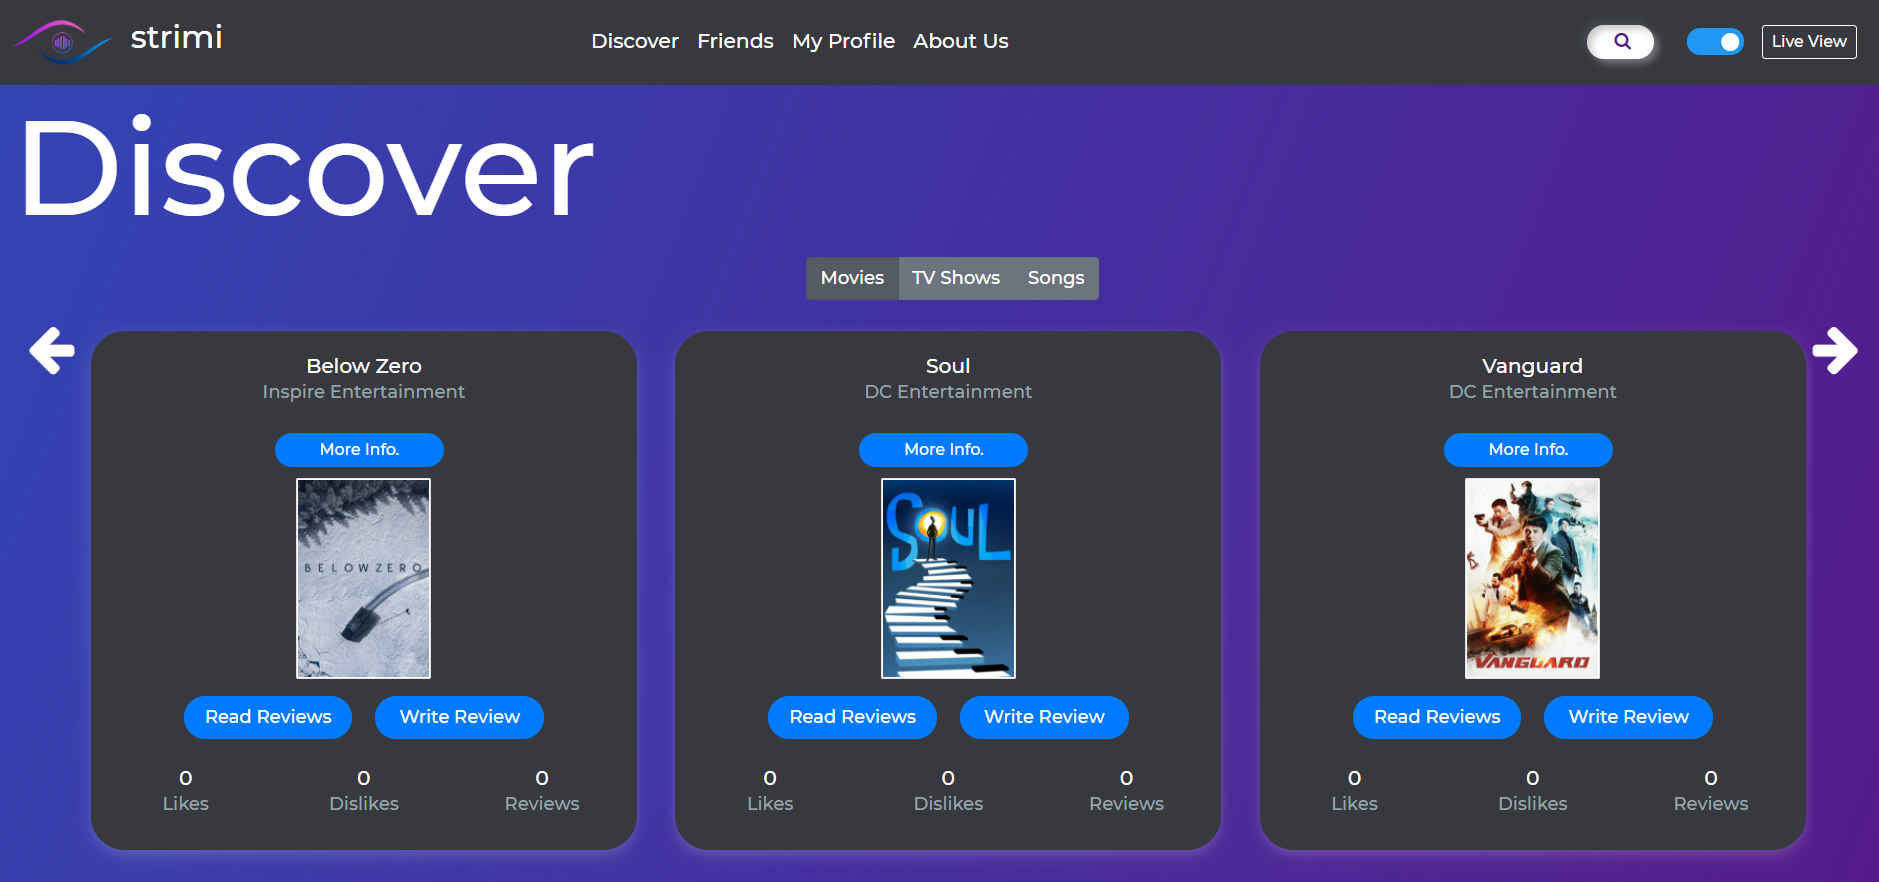 strimi
Discover Friends My Profile About Us
Live View
Discover
Movies TV Shows Songs
Below Zero
Inspire Entertainment
More Info.
BELOWZERO
Read Reviews Write Review
0 0 0
Likes Dislikes Reviews
Soul
DC Entertainment
More Info.
SOUL
Read Reviews Write Review
0 0 0
Likes Dislikes Reviews
Vanguard
DC Entertainment
More Info.
VANGUARD
Read Reviews Write Review
0 0 0
Likes Dislikes Reviews